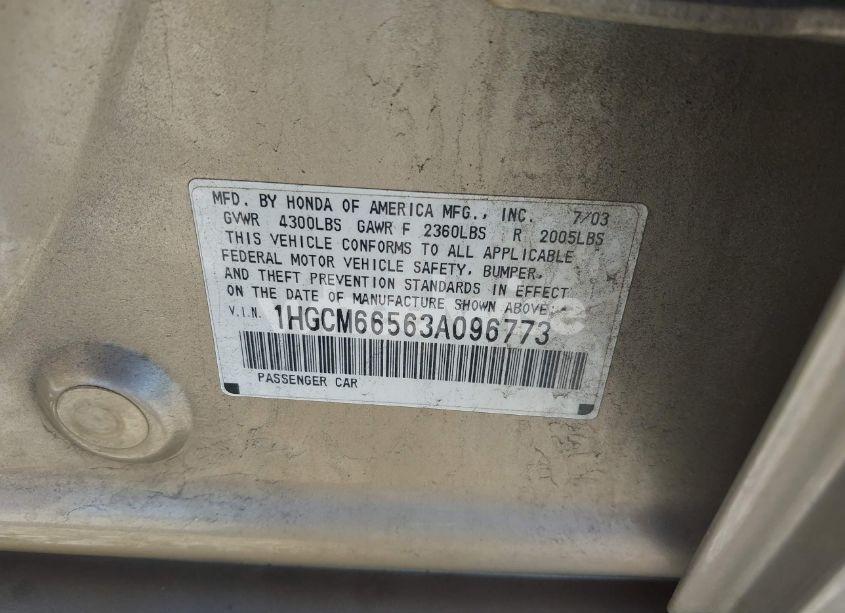 MFD. BY HONDA OF AMERICA MFG., INC. 7/03
GVWR 4300LBS GAWR F 2360LBS R 2005LBS
THIS VEHICLE CONFORMS TO ALL APPLICABLE
FEDERAL MOTOR VEHICLE SAFETY, BUMPER,
AND THEFT PREVENTION STANDARDS IN EFFECT
ON THE DATE OF MANUFACTURE SHOWN ABOVE.
V.I.N. 1HGCM66563A096773
PASSENGER CAR